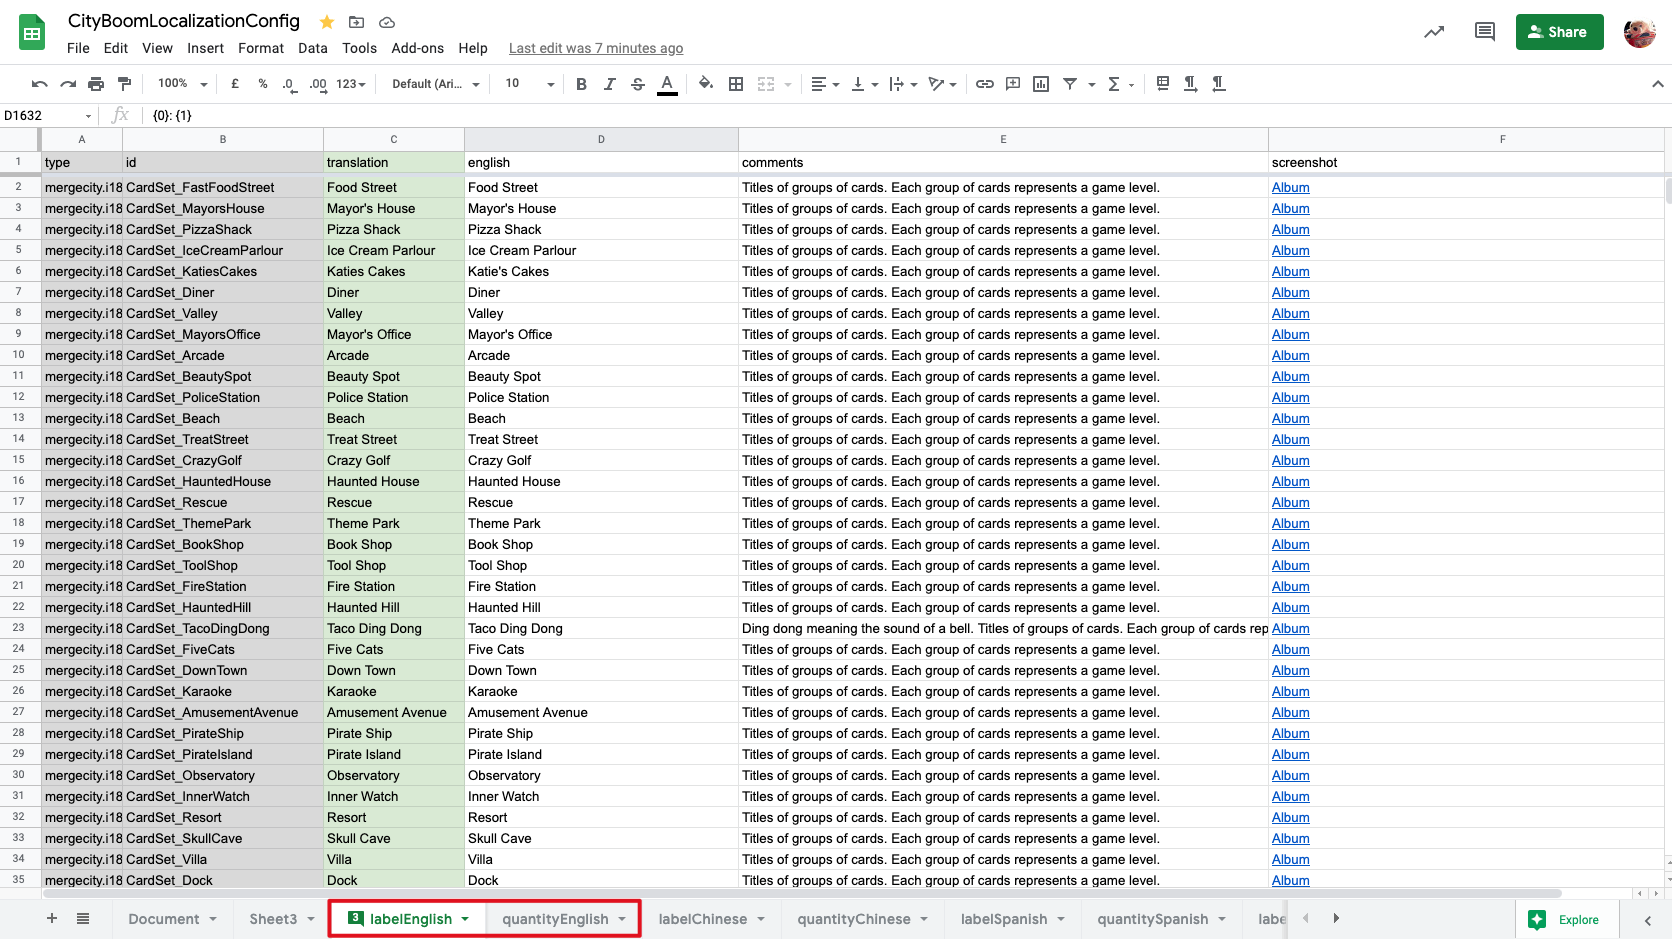 CityBoomLocalizationConfig
File Edit View Insert Format Data Tools Add-ons Help Last edit was 7 minutes ago
Share
100% £ % .0 .00 123 Default (Ari... 10 B I S A
D1632 fx {0}: {1}
A B C D E F
1 type id translation english comments screenshot
2 mergecity.i18 CardSet_FastFoodStreet Food Street Food Street Titles of groups of cards. Each group of cards represents a game level. Album
3 mergecity.i18 CardSet_MayorsHouse Mayor's House Mayor's House Titles of groups of cards. Each group of cards represents a game level. Album
4 mergecity.i18 CardSet_PizzaShack Pizza Shack Pizza Shack Titles of groups of cards. Each group of cards represents a game level. Album
5 mergecity.i18 CardSet_IceCreamParlour Ice Cream Parlour Ice Cream Parlour Titles of groups of cards. Each group of cards represents a game level. Album
6 mergecity.i18 CardSet_KatiesCakes Katies Cakes Katie's Cakes Titles of groups of cards. Each group of cards represents a game level. Album
7 mergecity.i18 CardSet_Diner Diner Diner Titles of groups of cards. Each group of cards represents a game level. Album
8 mergecity.i18 CardSet_Valley Valley Valley Titles of groups of cards. Each group of cards represents a game level. Album
9 mergecity.i18 CardSet_MayorsOffice Mayor's Office Mayor's Office Titles of groups of cards. Each group of cards represents a game level. Album
10 mergecity.i18 CardSet_Arcade Arcade Arcade Titles of groups of cards. Each group of cards represents a game level. Album
11 mergecity.i18 CardSet_BeautySpot Beauty Spot Beauty Spot Titles of groups of cards. Each group of cards represents a game level. Album
12 mergecity.i18 CardSet_PoliceStation Police Station Police Station Titles of groups of cards. Each group of cards represents a game level. Album
13 mergecity.i18 CardSet_Beach Beach Beach Titles of groups of cards. Each group of cards represents a game level. Album
14 mergecity.i18 CardSet_TreatStreet Treat Street Treat Street Titles of groups of cards. Each group of cards represents a game level. Album
15 mergecity.i18 CardSet_CrazyGolf Crazy Golf Crazy Golf Titles of groups of cards. Each group of cards represents a game level. Album
16 mergecity.i18 CardSet_HauntedHouse Haunted House Haunted House Titles of groups of cards. Each group of cards represents a game level. Album
17 mergecity.i18 CardSet_Rescue Rescue Rescue Titles of groups of cards. Each group of cards represents a game level. Album
18 mergecity.i18 CardSet_ThemePark Theme Park Theme Park Titles of groups of cards. Each group of cards represents a game level. Album
19 mergecity.i18 CardSet_BookShop Book Shop Book Shop Titles of groups of cards. Each group of cards represents a game level. Album
20 mergecity.i18 CardSet_ToolShop Tool Shop Tool Shop Titles of groups of cards. Each group of cards represents a game level. Album
21 mergecity.i18 CardSet_FireStation Fire Station Fire Station Titles of groups of cards. Each group of cards represents a game level. Album
22 mergecity.i18 CardSet_HauntedHill Haunted Hill Haunted Hill Titles of groups of cards. Each group of cards represents a game level. Album
23 mergecity.i18 CardSet_TacoDingDong Taco Ding Dong Taco Ding Dong Ding dong meaning the sound of a bell. Titles of groups of cards. Each group of cards rep Album
24 mergecity.i18 CardSet_FiveCats Five Cats Five Cats Titles of groups of cards. Each group of cards represents a game level. Album
25 mergecity.i18 CardSet_DownTown Down Town Down Town Titles of groups of cards. Each group of cards represents a game level. Album
26 mergecity.i18 CardSet_Karaoke Karaoke Karaoke Titles of groups of cards. Each group of cards represents a game level. Album
27 mergecity.i18 CardSet_AmusementAvenue Amusement Avenue Amusement Avenue Titles of groups of cards. Each group of cards represents a game level. Album
28 mergecity.i18 CardSet_PirateShip Pirate Ship Pirate Ship Titles of groups of cards. Each group of cards represents a game level. Album
29 mergecity.i18 CardSet_PirateIsland Pirate Island Pirate Island Titles of groups of cards. Each group of cards represents a game level. Album
30 mergecity.i18 CardSet_Observatory Observatory Observatory Titles of groups of cards. Each group of cards represents a game level. Album
31 mergecity.i18 CardSet_InnerWatch Inner Watch Inner Watch Titles of groups of cards. Each group of cards represents a game level. Album
32 mergecity.i18 CardSet_Resort Resort Resort Titles of groups of cards. Each group of cards represents a game level. Album
33 mergecity.i18 CardSet_SkullCave Skull Cave Skull Cave Titles of groups of cards. Each group of cards represents a game level. Album
34 mergecity.i18 CardSet_Villa Villa Villa Titles of groups of cards. Each group of cards represents a game level. Album
35 mergecity.i18 CardSet_Dock Dock Dock Titles of groups of cards. Each group of cards represents a game level. Album
Document Sheet3 3 labelEnglish quantityEnglish labelChinese quantityChinese labelSpanish quantitySpanish labe Explore